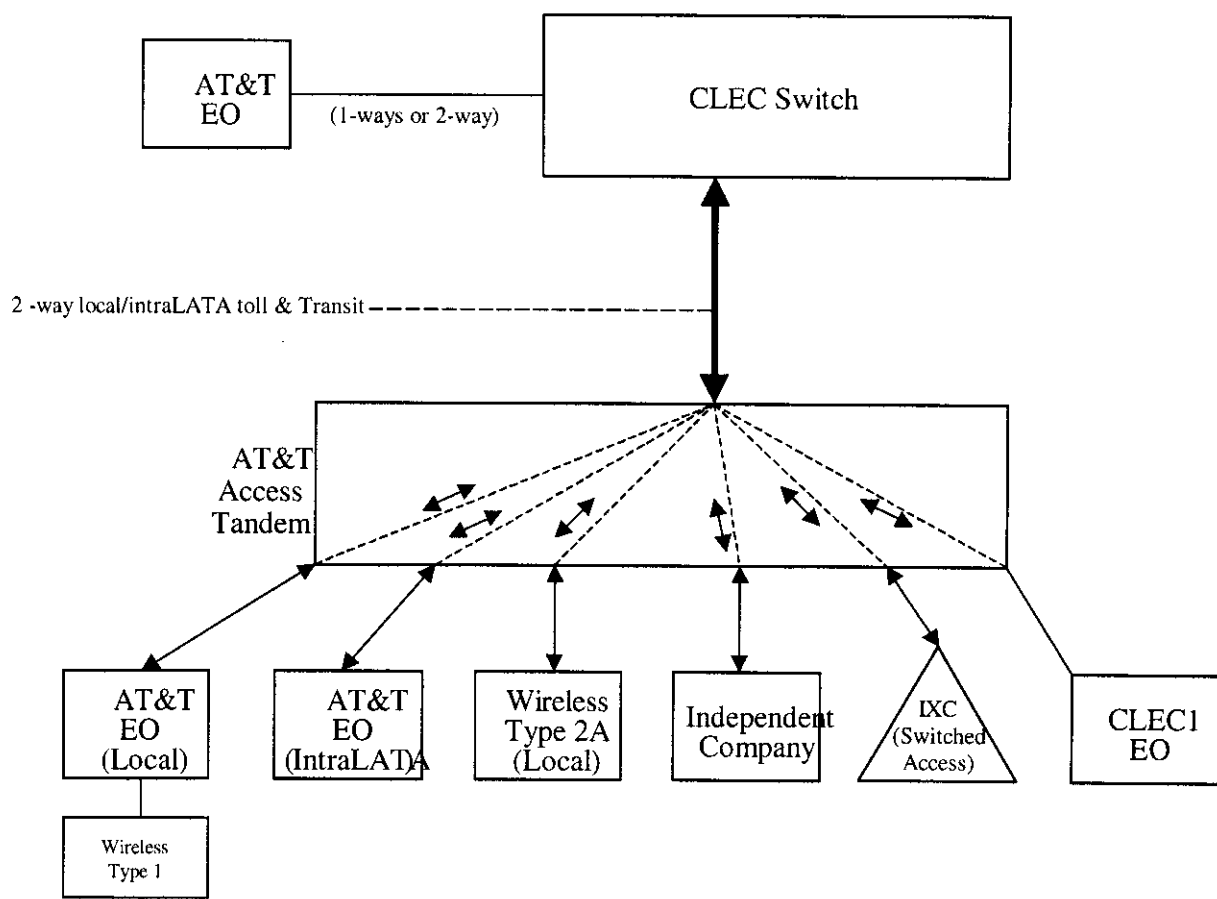 AT&T
EO
(1-ways or 2-way)
CLEC Switch
2 -way local/intraLATA toll & Transit
AT&T
Access
Tandem
AT&T
EO
(Local)
AT&T
EO
(IntraLAT)A
Wireless
Type 2A
(Local)
Independent
Company
IXC
(Switched
Access)
CLEC1
EO
Wireless
Type 1